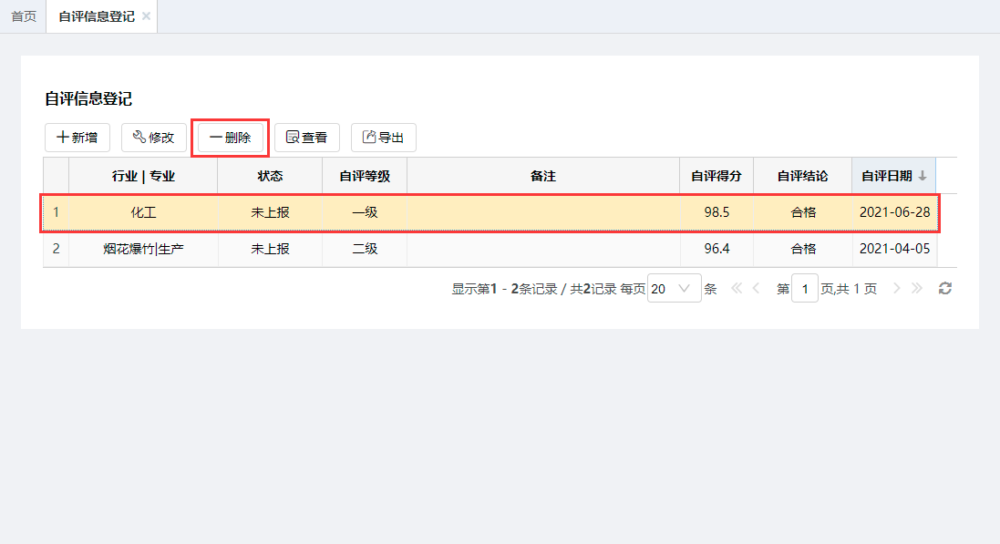 首页 自评信息登记
自评信息登记
新增 修改 删除 查看 导出
行业 | 专业 状态 自评等级 备注 自评得分 自评结论 自评日期
1 化工 未上报 一级 98.5 合格 2021-06-28
2 烟花爆竹|生产 未上报 二级 96.4 合格 2021-04-05
显示第1 - 2条记录 / 共2记录 每页 20 条 第 1 页,共 1 页